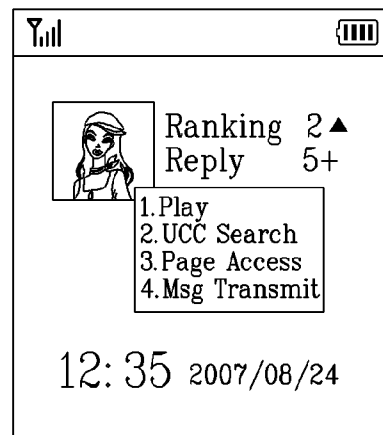 Ranking 2▲
Reply 5+
1.Play
2.UCC Search
3.Page Access
4.Msg Transmit
12:35 2007/08/24